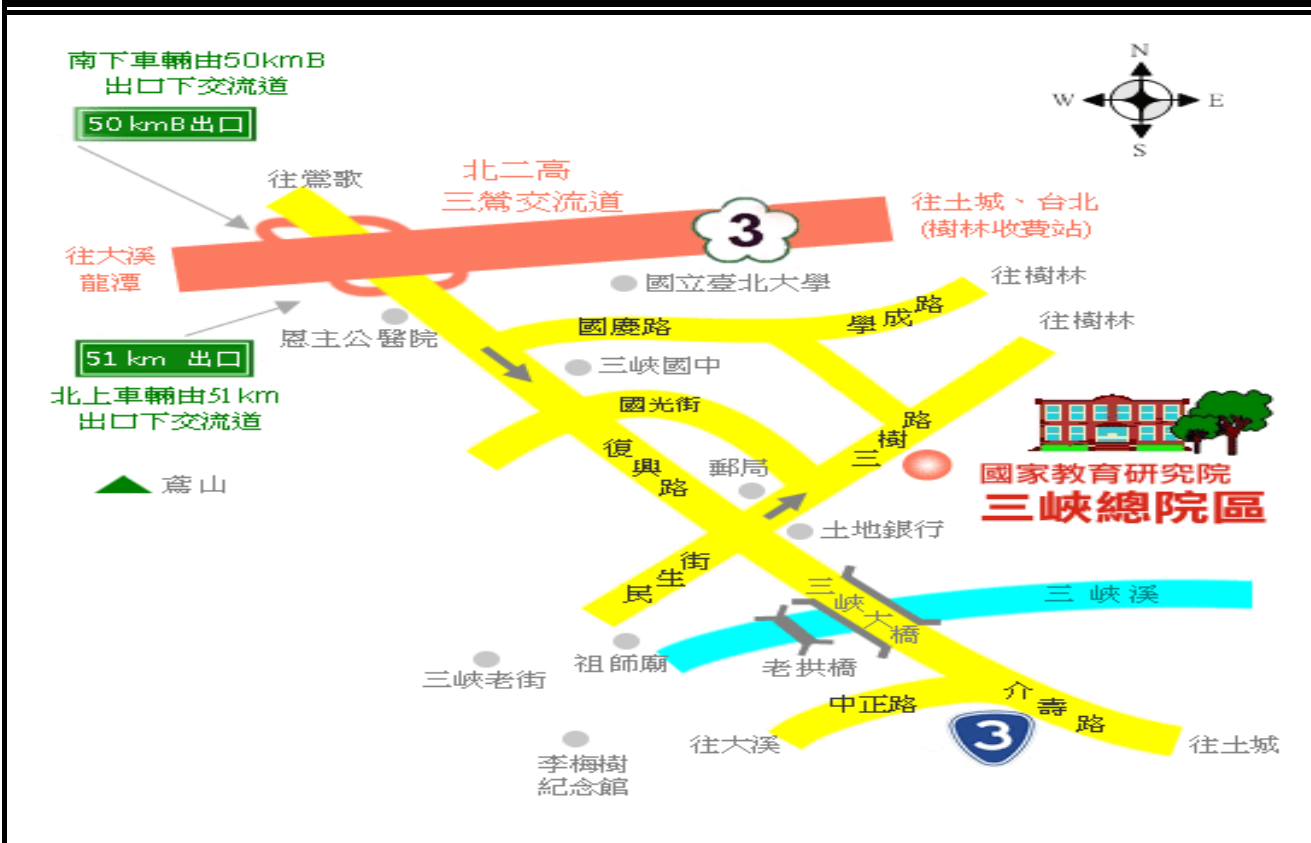 南下車輛由50kmB
出口下交流道
50 kmB出口
N
W
E
S
往鶯歌
北二高
三鶯交流道
3
往土城、台北
(樹林收費站)
往大溪
龍潭
國立臺北大學
往樹林
恩主公醫院
國慶路
學成路
往樹林
51 km 出口
三峽國中
北上車輛由51km
出口下交流道
國光街
復興路
郵局
三樹路
鳶山
國家教育研究院
三峽總院區
土地銀行
民生街
三峽大橋
三峽溪
祖師廟
老拱橋
三峽老街
中正路
介壽路
3
往大溪
往土城
李梅樹
紀念館